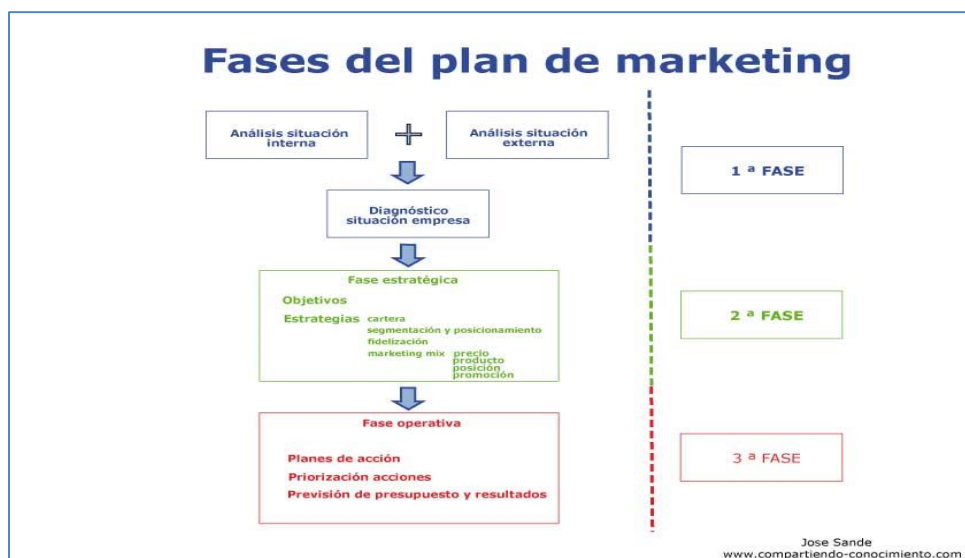 Fases del plan de marketing
Análisis situación
interna
Análisis situación
externa
Diagnóstico
situación empresa
1 ª FASE
Fase estratégica
Objetivos
Estrategias cartera
segmentación y posicionamiento
fidelización
marketing mix precio
producto
posición
promoción
2 ª FASE
Fase operativa
Planes de acción
Priorización acciones
Previsión de presupuesto y resultados
3 ª FASE
Jose Sande
www.compartiendo-conocimiento.com